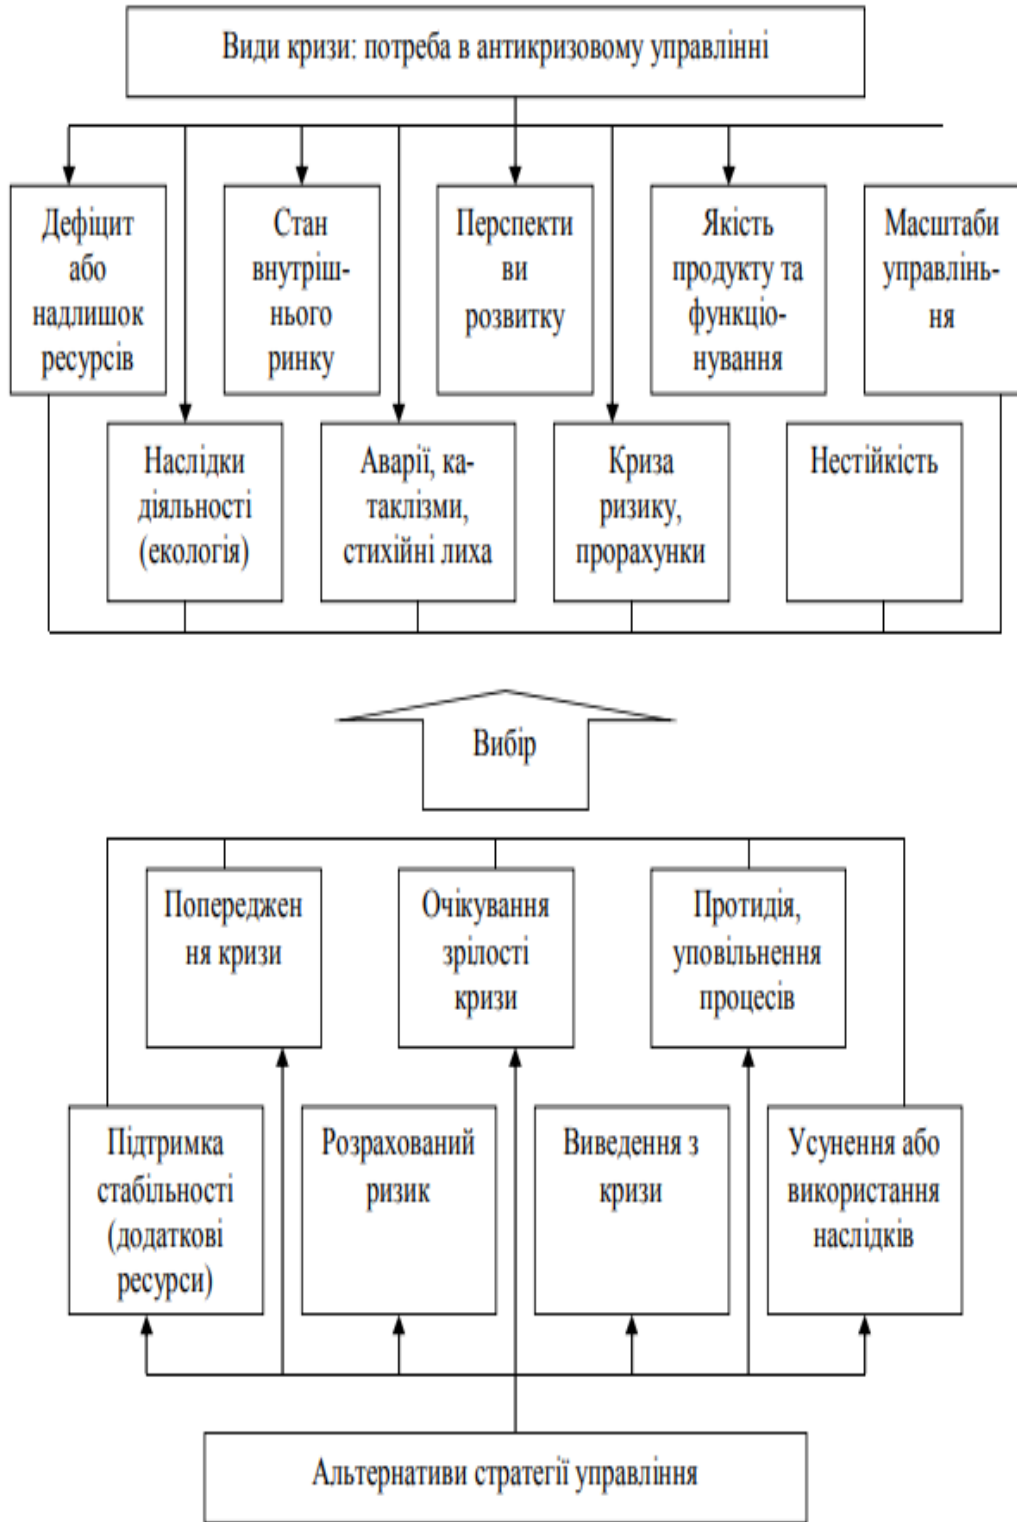 Види кризи: потреба в антикризовому управлінні
Дефіцит
або
надлишок
ресурсів
Стан
внутріш-
нього
ринку
Перспекти
ви
розвитку
Якість
продукту та
функціо-
нування
Масштаби
управлінь-
ня
Наслідки
діяльності
(екологія)
Аварії, ка-
таклізми,
стихійні лиха
Криза
ризику,
прорахунки
Нестійкість
Вибір
Попереджен
ня кризи
Очікування
зрілості
кризи
Протидія,
уповільнення
процесів
Підтримка
стабільності
(додаткові
ресурси)
Розрахований
ризик
Виведення з
кризи
Усунення або
використання
наслідків
Альтернативи стратегії управління